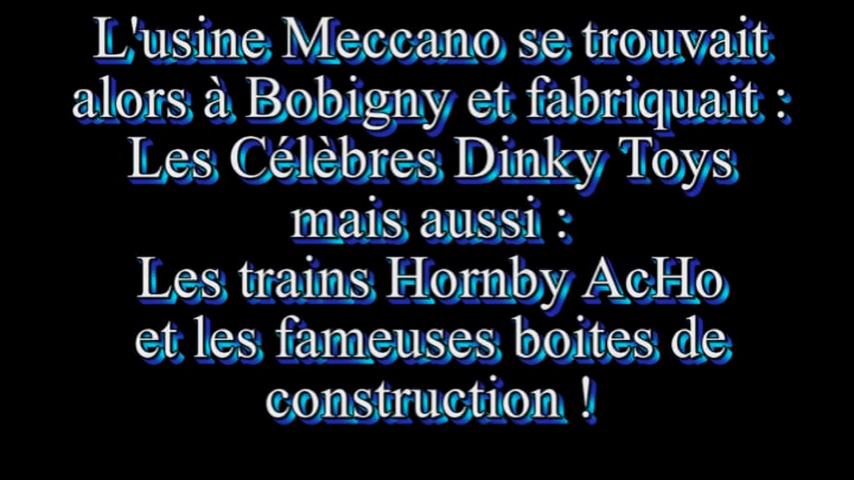 L'usine Meccano se trouvait
alors à Bobigny et fabriquait :
Les Célèbres Dinky Toys
mais aussi :
Les trains Hornby AcHo
et les fameuses boites de
construction !